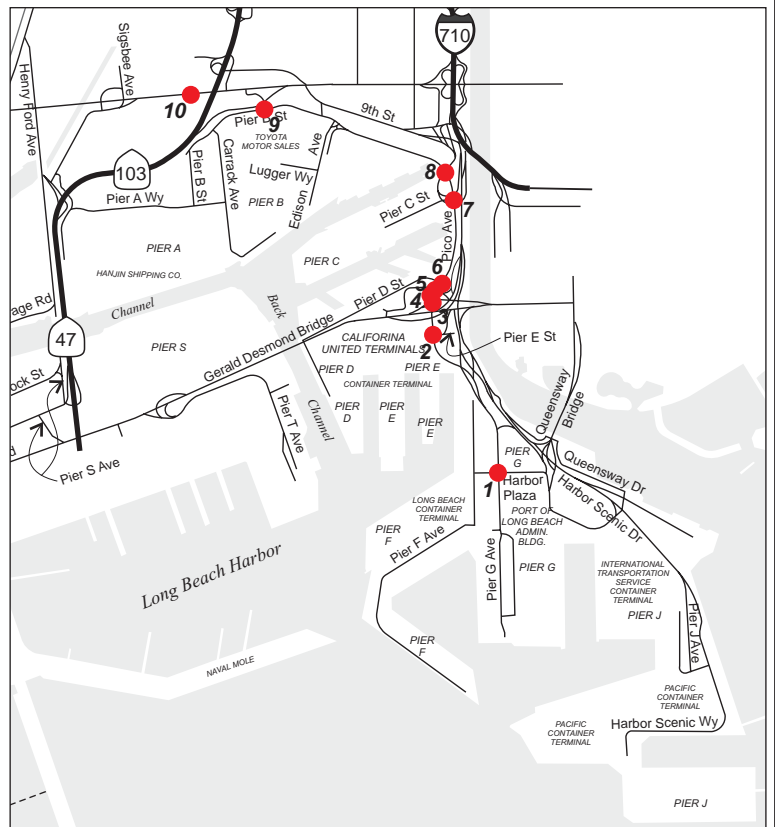 Sigsbee Ave
710
Henry Ford Ave
10
9
Pier B St
9th St
TOYOTA
MOTOR SALES
103
Pier B St
Carrack Ave
Lugger Wy
Edison Ave
8
Pier A Wy
PIER B
Pier C St
7
PIER A
Pico Ave
HANJIN SHIPPING CO.
PIER C
6
5
4
Pier D St
age Rd
Channel
Back
Channel
3
2
47
PIER S
Gerald Desmond Bridge
CALIFORINA
UNITED TERMINALS
Pier E St
PIER D
PIER E
CONTAINER TERMINAL
ock St
PIER
D
PIER
E
PIER
E
Pier T Ave
Queensway
Bridge
d
Pier S Ave
PIER
G
1
Harbor
Plaza
Queensway Dr
Harbor Scenic Dr
LONG BEACH
CONTAINER
TERMINAL
PORT OF
LONG BEACH
ADMIN.
BLDG.
PIER
F
Pier F Ave
Long Beach Harbor
Pier G Ave
PIER G
INTERNATIONAL
TRANSPORTATION
SERVICE
CONTAINER
TERMINAL
PIER J
Pier J Ave
PIER
F
NAVAL MOLE
PACIFIC
CONTAINER
TERMINAL
PACIFIC
CONTAINER
TERMINAL
Harbor Scenic Wy
PIER J